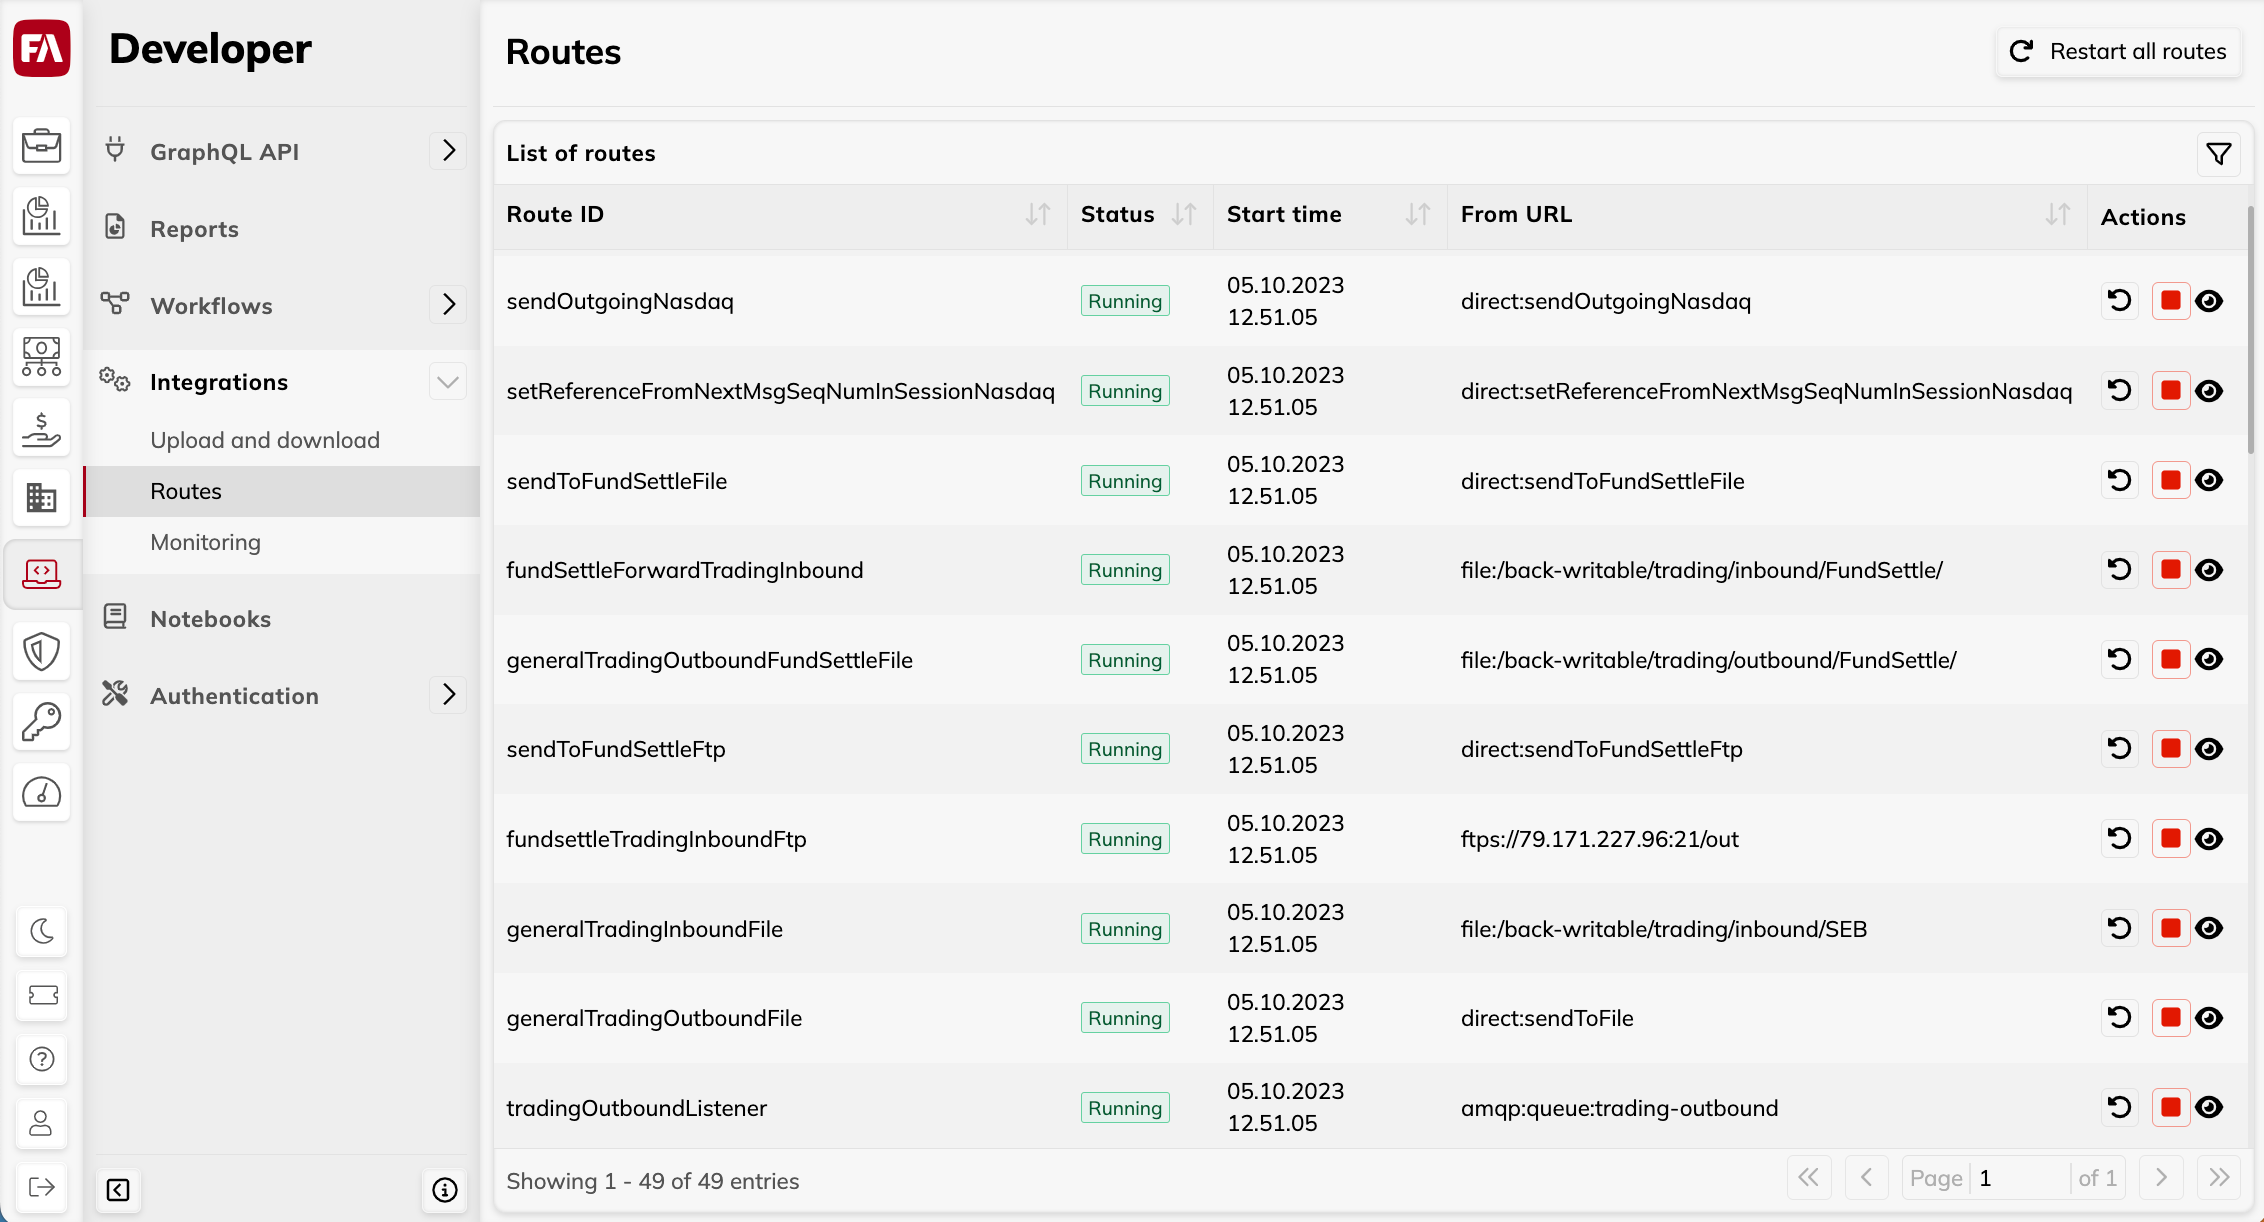 FA
Developer
GraphQL API
Reports
Workflows
Integrations
Upload and download
Routes
Monitoring
Notebooks
Authentication
Routes
Restart all routes
List of routes
Route ID Status Start time From URL Actions
sendOutgoingNasdaq Running 05.10.2023 12.51.05 direct:sendOutgoingNasdaq
setReferenceFromNextMsgSeqNumInSessionNasdaq Running 05.10.2023 12.51.05 direct:setReferenceFromNextMsgSeqNumInSessionNasdaq
sendToFundSettleFile Running 05.10.2023 12.51.05 direct:sendToFundSettleFile
fundSettleForwardTradingInbound Running 05.10.2023 12.51.05 file:/back-writable/trading/inbound/FundSettle/
generalTradingOutboundFundSettleFile Running 05.10.2023 12.51.05 file:/back-writable/trading/outbound/FundSettle/
sendToFundSettleFtp Running 05.10.2023 12.51.05 direct:sendToFundSettleFtp
fundsettleTradingInboundFtp Running 05.10.2023 12.51.05 ftps://79.171.227.96:21/out
generalTradingInboundFile Running 05.10.2023 12.51.05 file:/back-writable/trading/inbound/SEB
generalTradingOutboundFile Running 05.10.2023 12.51.05 direct:sendToFile
tradingOutboundListener Running 05.10.2023 12.51.05 amqp:queue:trading-outbound
Showing 1 - 49 of 49 entries
Page 1 of 1